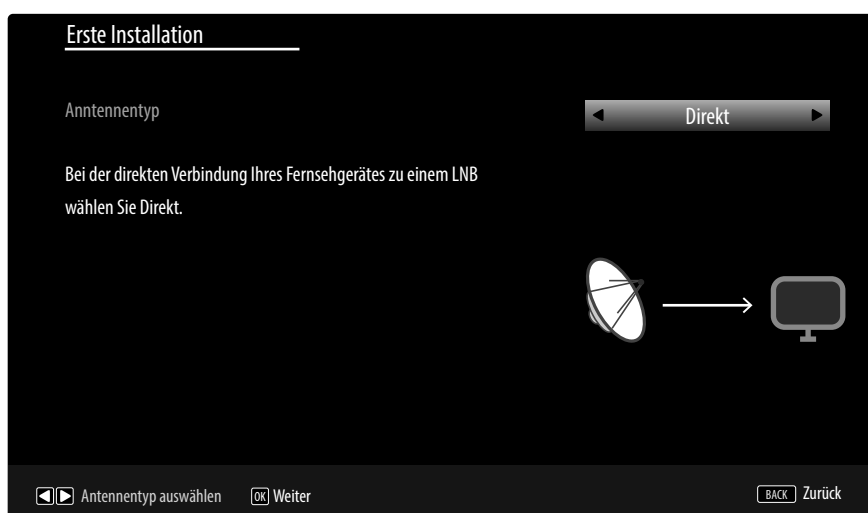 Erste Installation
Anntennentyp
Direkt
Bei der direkten Verbindung Ihres Fernsehgerätes zu einem LNB
wählen Sie Direkt.
Antennentyp auswählen OK Weiter BACK Zurück